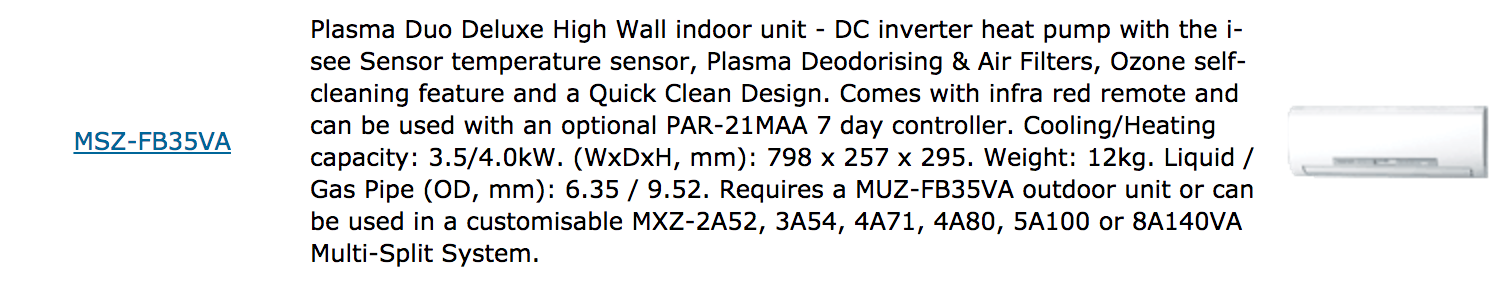 Plasma Duo Deluxe High Wall indoor unit - DC inverter heat pump with the i-
see Sensor temperature sensor, Plasma Deodorising & Air Filters, Ozone self-
cleaning feature and a Quick Clean Design. Comes with infra red remote and
MSZ-FB35VA
can be used with an optional PAR-21MAA 7 day controller. Cooling/Heating
capacity: 3.5/4.0kW. (WxDxH, mm): 798 x 257 x 295. Weight: 12kg. Liquid /
Gas Pipe (OD, mm): 6.35 / 9.52. Requires a MUZ-FB35VA outdoor unit or can
be used in a customisable MXZ-2A52, 3A54, 4A71, 4A80, 5A100 or 8A140VA
Multi-Split System.